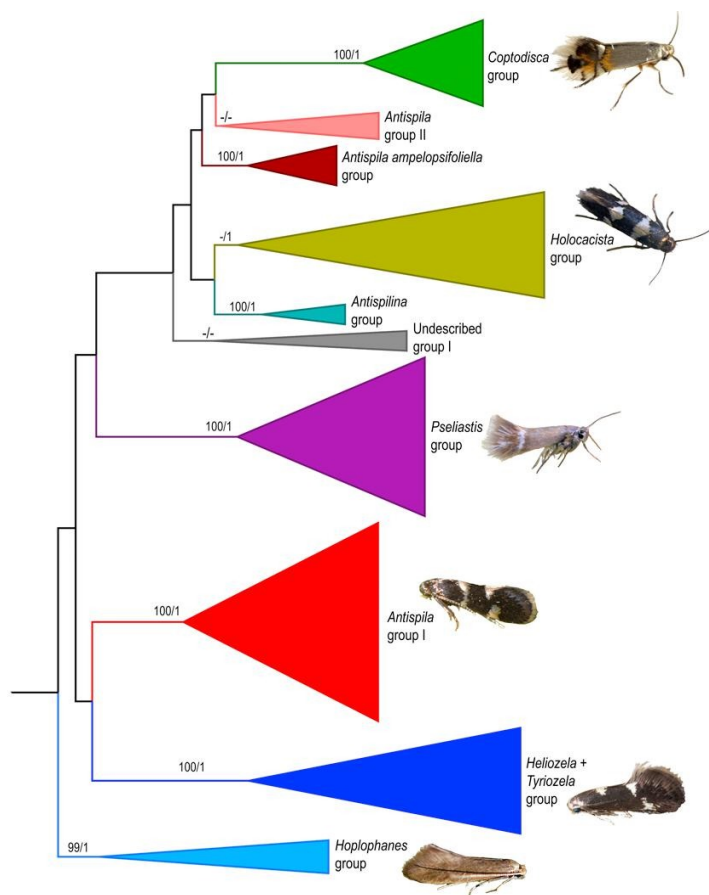 100/1
Coptodisca
group
-/-
Antispila
group II
100/1
Antispila ampelopsifoliella
group
-/1
Holocacista
group
100/1
Antispilina
group
-/-
Undescribed
group I
100/1
Pseliastis
group
100/1
Antispila
group I
100/1
Heliozela +
Tyriozela
group
99/1
Hoplophanes
group